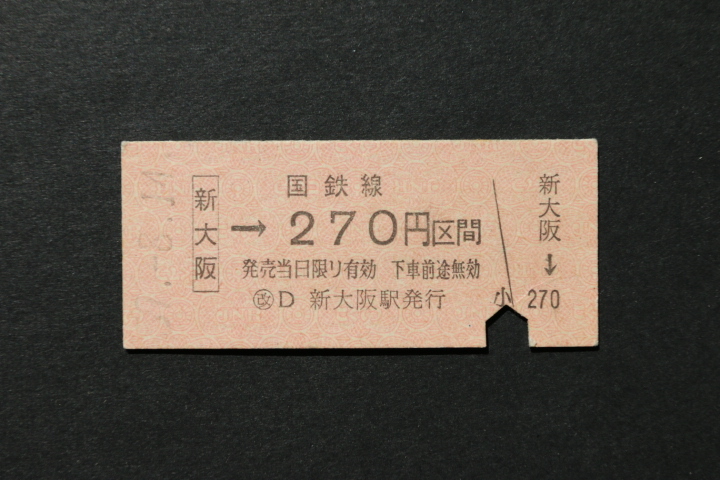 国鉄線
新大阪 → 270円区間
発売当日限り有効 下車前途無効
㋐D 新大阪駅発行
新大阪
↓
小 270